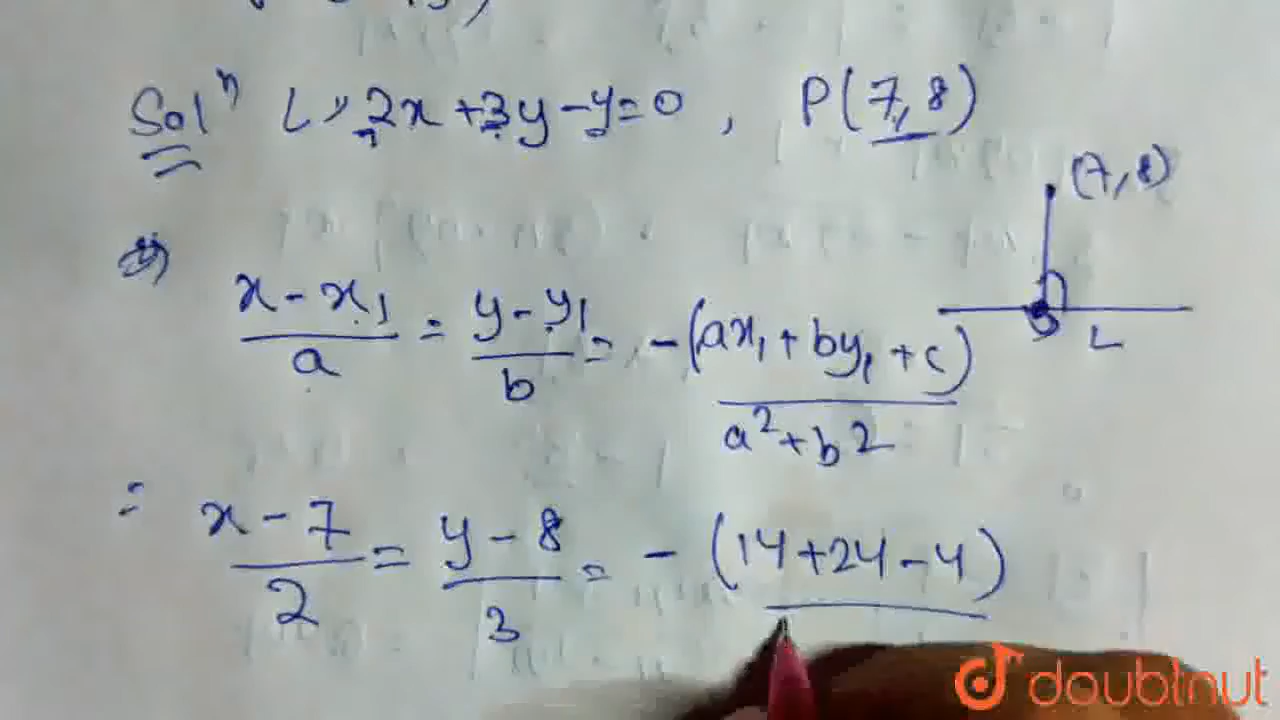 Solⁿ L⇒ 2x+3y-4=0, P(7,8)
(7,8)
x-x₁/a = y-y₁/b = -(ax₁+by₁+c)/a²+b2
L
∴ x-7/2 = y-8/3 = -(14+24-4)
doubtnut